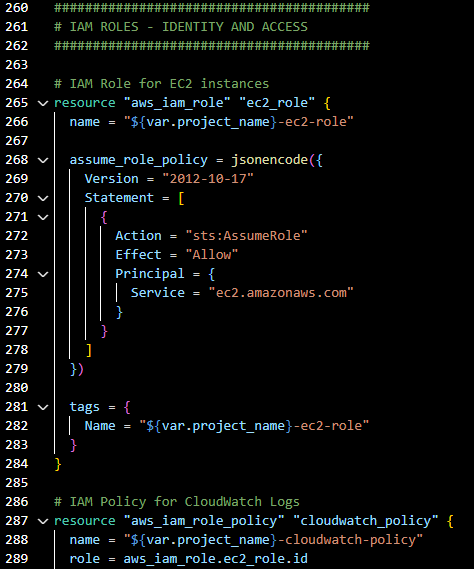 260 #########################################
261 # IAM ROLES - IDENTITY AND ACCESS
262 #########################################
263
264 # IAM Role for EC2 instances
265 resource "aws_iam_role" "ec2_role" {
266   name = "${var.project_name}-ec2-role"
267
268   assume_role_policy = jsonencode({
269     Version = "2012-10-17"
270     Statement = [
271       {
272         Action = "sts:AssumeRole"
273         Effect = "Allow"
274         Principal = {
275           Service = "ec2.amazonaws.com"
276         }
277       }
278     ]
279   })
280
281   tags = {
282     Name = "${var.project_name}-ec2-role"
283   }
284 }
285
286 # IAM Policy for CloudWatch Logs
287 resource "aws_iam_role_policy" "cloudwatch_policy" {
288   name = "${var.project_name}-cloudwatch-policy"
289   role = aws_iam_role.ec2_role.id